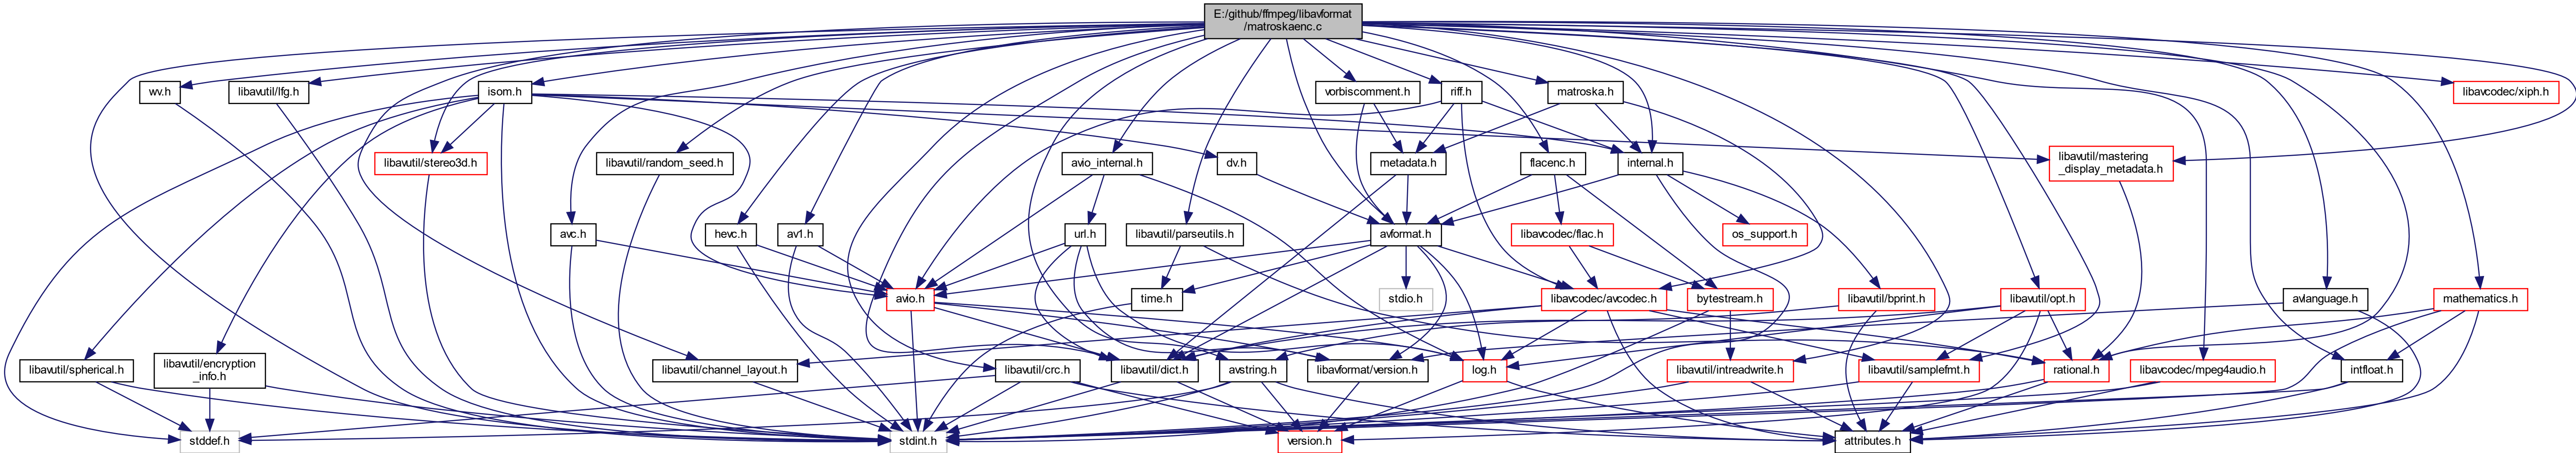 E:/github/ffmpeg/libavformat
/matroskaenc.c
wv.h
libavutil/lfg.h
isom.h
vorbiscomment.h
riff.h
matroska.h
libavcodec/xiph.h
libavutil/stereo3d.h
libavutil/random_seed.h
avio_internal.h
dv.h
metadata.h
flacenc.h
internal.h
libavutil/mastering
_display_metadata.h
avc.h
hevc.h
av1.h
url.h
libavutil/parseutils.h
avformat.h
libavcodec/flac.h
os_support.h
avio.h
time.h
stdio.h
libavcodec/avcodec.h
bytestream.h
libavutil/bprint.h
libavutil/opt.h
avlanguage.h
mathematics.h
libavutil/spherical.h
libavutil/encryption
_info.h
libavutil/channel_layout.h
libavutil/crc.h
libavutil/dict.h
avstring.h
libavformat/version.h
log.h
libavutil/intreadwrite.h
libavutil/samplefmt.h
rational.h
libavcodec/mpeg4audio.h
intfloat.h
stddef.h
stdint.h
version.h
attributes.h